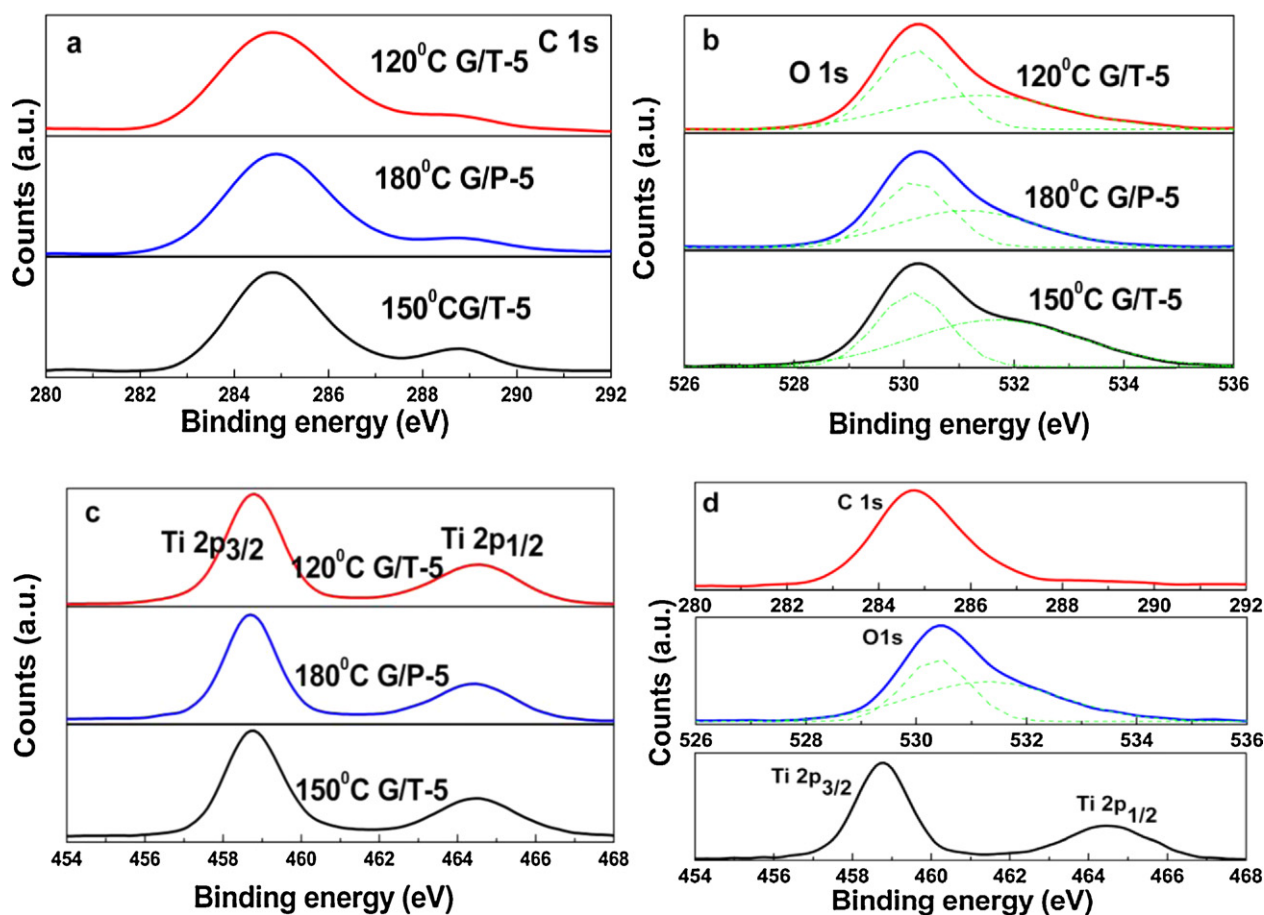 a
C 1s
120⁰C G/T-5
180⁰C G/P-5
150⁰CG/T-5
Counts (a.u.)
280 282 284 286 288 290 292
Binding energy (eV)
b
O 1s
120⁰C G/T-5
180⁰C G/P-5
150⁰C G/T-5
Counts (a.u.)
526 528 530 532 534 536
Binding energy (eV)
c
Ti 2p3/2
Ti 2p1/2
120⁰C G/T-5
180⁰C G/P-5
150⁰C G/T-5
Counts (a.u.)
454 456 458 460 462 464 466 468
Binding energy (eV)
d
C 1s
280 282 284 286 288 290 292
O1s
526 528 530 532 534 536
Ti 2p3/2
Ti 2p1/2
Counts (a.u.)
454 456 458 460 462 464 466 468
Binding energy (eV)